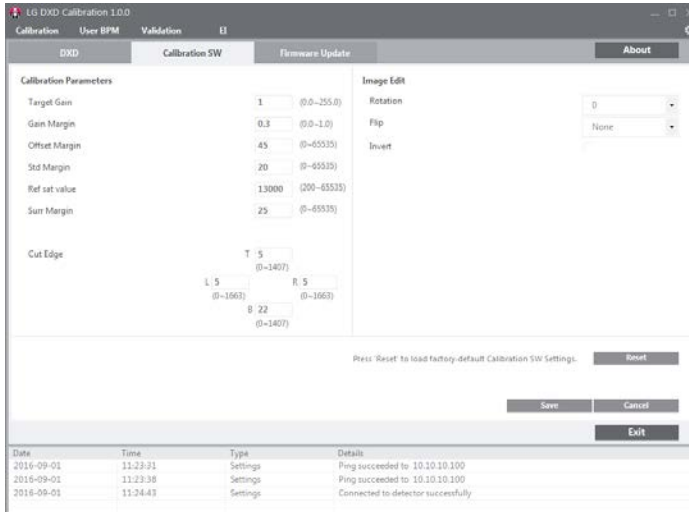 LG DXD Calibration 1.0.0
Calibration User BPM Validation EI
DXD Calibration SW Firmware Update About
Calibration Parameters
Target Gain 1 (0.0~255.0)
Gain Margin 0.3 (0.0~1.0)
Offset Margin 45 (0~65535)
Std Margin 20 (0~65535)
Ref sat value 13000 (200~65535)
Surr Margin 25 (0~65535)
Cut Edge T 5
(0~1407)
L 5 R 5
(0~1663) (0~1663)
B 22
(0~1407)
Image Edit
Rotation 0
Flip None
Invert
Press 'Reset' to load factory-default Calibration SW Settings. Reset
Save Cancel
Exit
Date Time Type Details
2016-09-01 11:23:31 Settings Ping succeeded to 10.10.10.100
2016-09-01 11:23:38 Settings Ping succeeded to 10.10.10.100
2016-09-01 11:24:43 Settings Connected to detector successfully